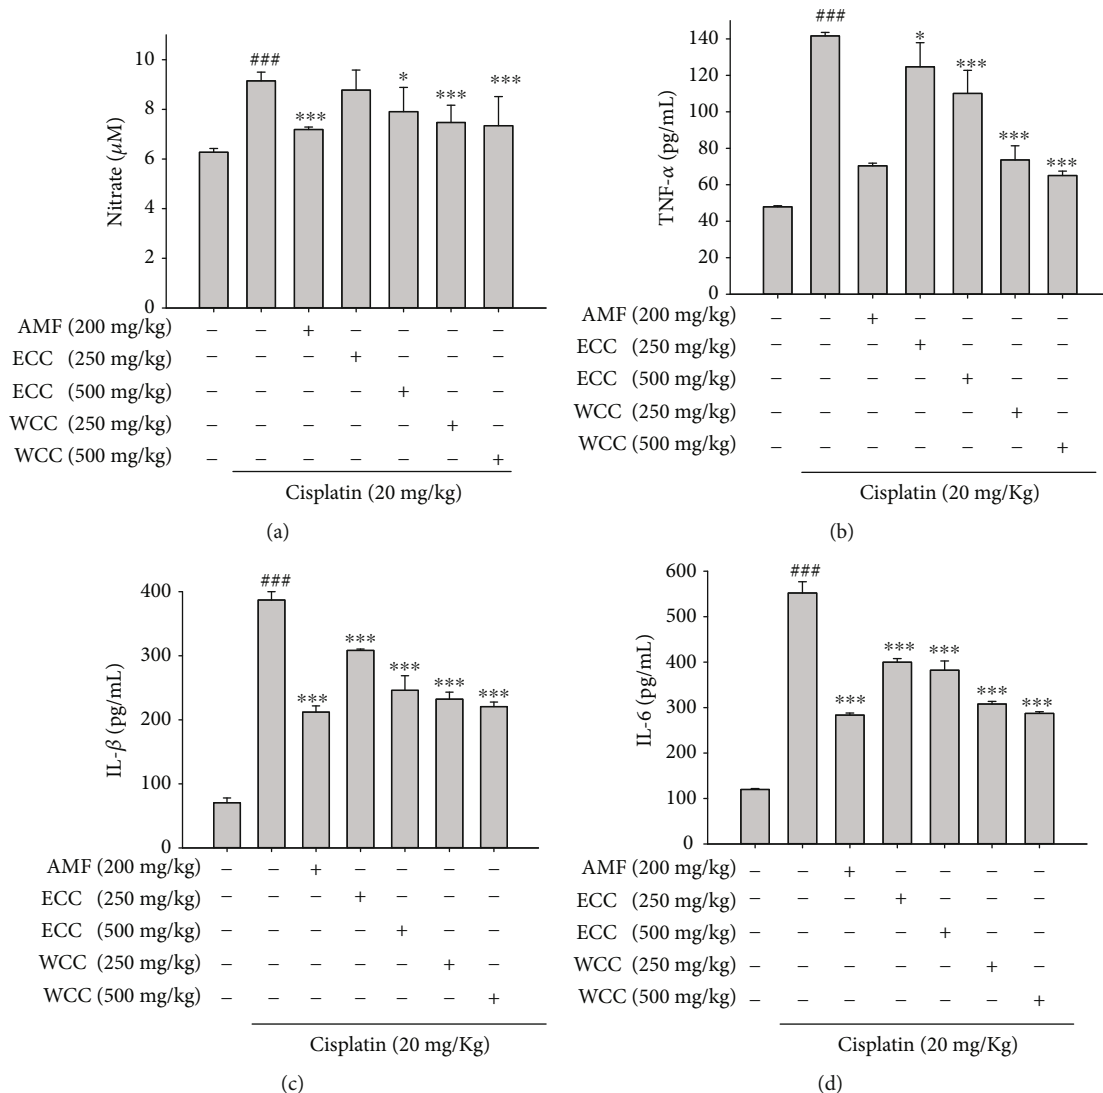 10
8
6
4
2
0
Nitrate (μM)
###
***
*
***
***
AMF (200 mg/kg) – – + – – – –
ECC (250 mg/kg) – – – + – – –
ECC (500 mg/kg) – – – – + – –
WCC (250 mg/kg) – – – – – + –
WCC (500 mg/kg) – – – – – – +
Cisplatin (20 mg/kg)
(a)
140
120
100
80
60
40
20
0
TNF-α (pg/mL)
###
*
***
***
***
AMF (200 mg/kg) – – + – – – –
ECC (250 mg/kg) – – – + – – –
ECC (500 mg/kg) – – – – + – –
WCC (250 mg/kg) – – – – – + –
WCC (500 mg/kg) – – – – – – +
Cisplatin (20 mg/Kg)
(b)
400
300
200
100
0
IL-β (pg/mL)
###
***
***
***
***
***
AMF (200 mg/kg) – – + – – – –
ECC (250 mg/kg) – – – + – – –
ECC (500 mg/kg) – – – – + – –
WCC (250 mg/kg) – – – – – + –
WCC (500 mg/kg) – – – – – – +
Cisplatin (20 mg/Kg)
(c)
600
500
400
300
200
100
0
IL-6 (pg/mL)
###
***
***
***
***
***
AMF (200 mg/kg) – – + – – – –
ECC (250 mg/kg) – – – + – – –
ECC (500 mg/kg) – – – – + – –
WCC (250 mg/kg) – – – – – + –
WCC (500 mg/kg) – – – – – – +
Cisplatin (20 mg/Kg)
(d)